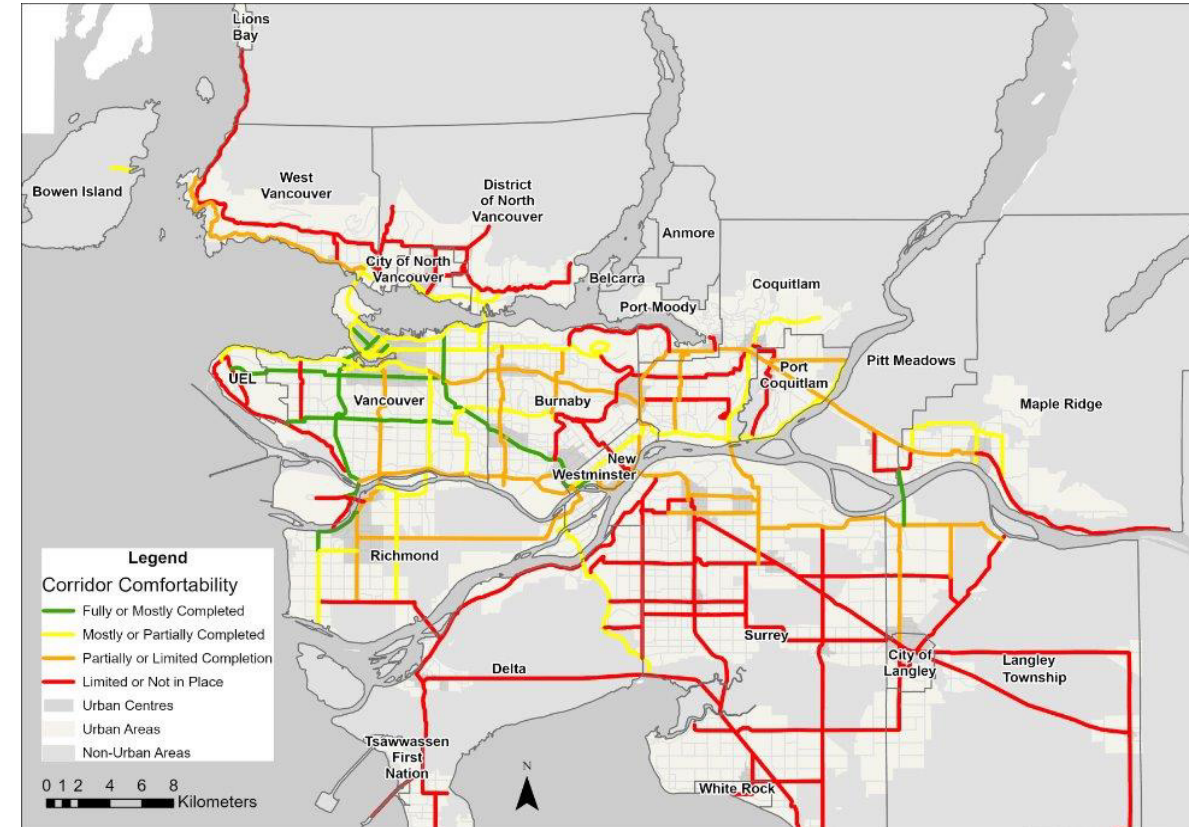 Lions
Bay
Bowen Island
West
Vancouver
District
of North
Vancouver
Anmore
City of North
Vancouver
Belcarra
Coquitlam
Port Moody
Pitt Meadows
UEL
Port
Coquitlam
Vancouver
Burnaby
Maple Ridge
New
Westminster
Richmond
Legend
Corridor Comfortability
Fully or Mostly Completed
Mostly or Partially Completed
Partially or Limited Completion
Limited or Not in Place
Urban Centres
Urban Areas
Non-Urban Areas
0 1 2 4 6 8
Kilometers
Surrey
City of
Langley
Langley
Township
Delta
Tsawwassen
First
Nation
N
White Rock